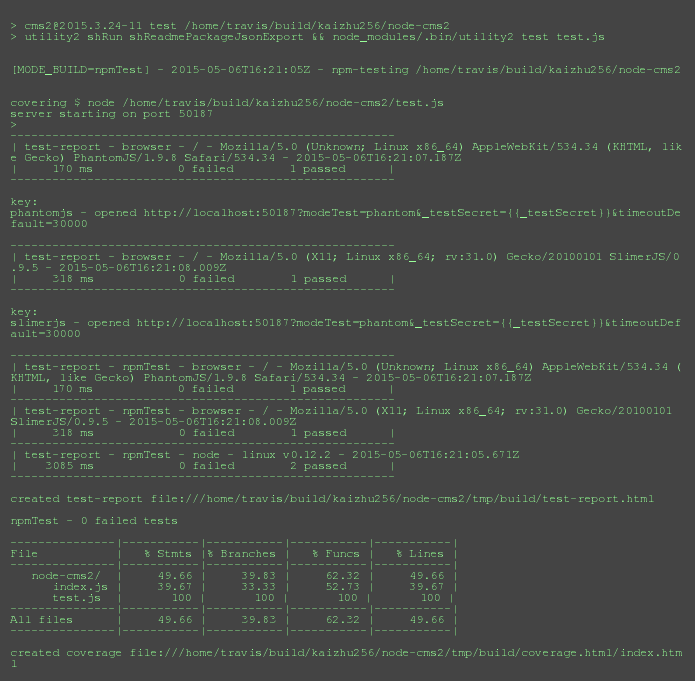 > cms2@2015.3.24-11 test /home/travis/build/kaizhu256/node-cms2
> utility2 shRun shReadmePackageJsonExport && node_modules/.bin/utility2 test test.js
[MODE_BUILD=npmTest] - 2015-05-06T16:21:05Z - npm-testing /home/travis/build/kaizhu256/node-cms2
covering $ node /home/travis/build/kaizhu256/node-cms2/test.js
server starting on port 50187
>
-------------------------------------------------------
| test-report - browser - / - Mozilla/5.0 (Unknown; Linux x86_64) AppleWebKit/534.34 (KHTML, lik
e Gecko) PhantomJS/1.9.8 Safari/534.34 - 2015-05-06T16:21:07.187Z
|     170 ms            0 failed        1 passed      |
-------------------------------------------------------
key:
phantomjs - opened http://localhost:50187?modeTest=phantom&_testSecret={{_testSecret}}&timeoutDe
fault=30000
-------------------------------------------------------
| test-report - browser - / - Mozilla/5.0 (X11; Linux x86_64; rv:31.0) Gecko/20100101 SlimerJS/0
.9.5 - 2015-05-06T16:21:08.009Z
|     318 ms            0 failed        1 passed      |
-------------------------------------------------------
key:
slimerjs - opened http://localhost:50187?modeTest=phantom&_testSecret={{_testSecret}}&timeoutDef
ault=30000
-------------------------------------------------------
| test-report - npmTest - browser - / - Mozilla/5.0 (Unknown; Linux x86_64) AppleWebKit/534.34 (
KHTML, like Gecko) PhantomJS/1.9.8 Safari/534.34 - 2015-05-06T16:21:07.187Z
|     170 ms            0 failed        1 passed      |
-------------------------------------------------------
| test-report - npmTest - browser - / - Mozilla/5.0 (X11; Linux x86_64; rv:31.0) Gecko/20100101
SlimerJS/0.9.5 - 2015-05-06T16:21:08.009Z
|     318 ms            0 failed        1 passed      |
-------------------------------------------------------
| test-report - npmTest - node - linux v0.12.2 - 2015-05-06T16:21:05.671Z
|    3085 ms            0 failed        2 passed      |
-------------------------------------------------------
created test-report file:///home/travis/build/kaizhu256/node-cms2/tmp/build/test-report.html
npmTest - 0 failed tests
---------------|-----------|-----------|-----------|-----------|
File           |   % Stmts |% Branches |   % Funcs |   % Lines |
---------------|-----------|-----------|-----------|-----------|
   node-cms2/  |     49.66 |     39.83 |     62.32 |     49.66 |
      index.js |     39.67 |     33.33 |     52.73 |     39.67 |
      test.js  |       100 |       100 |       100 |       100 |
---------------|-----------|-----------|-----------|-----------|
All files      |     49.66 |     39.83 |     62.32 |     49.66 |
---------------|-----------|-----------|-----------|-----------|
created coverage file:///home/travis/build/kaizhu256/node-cms2/tmp/build/coverage.html/index.htm
l